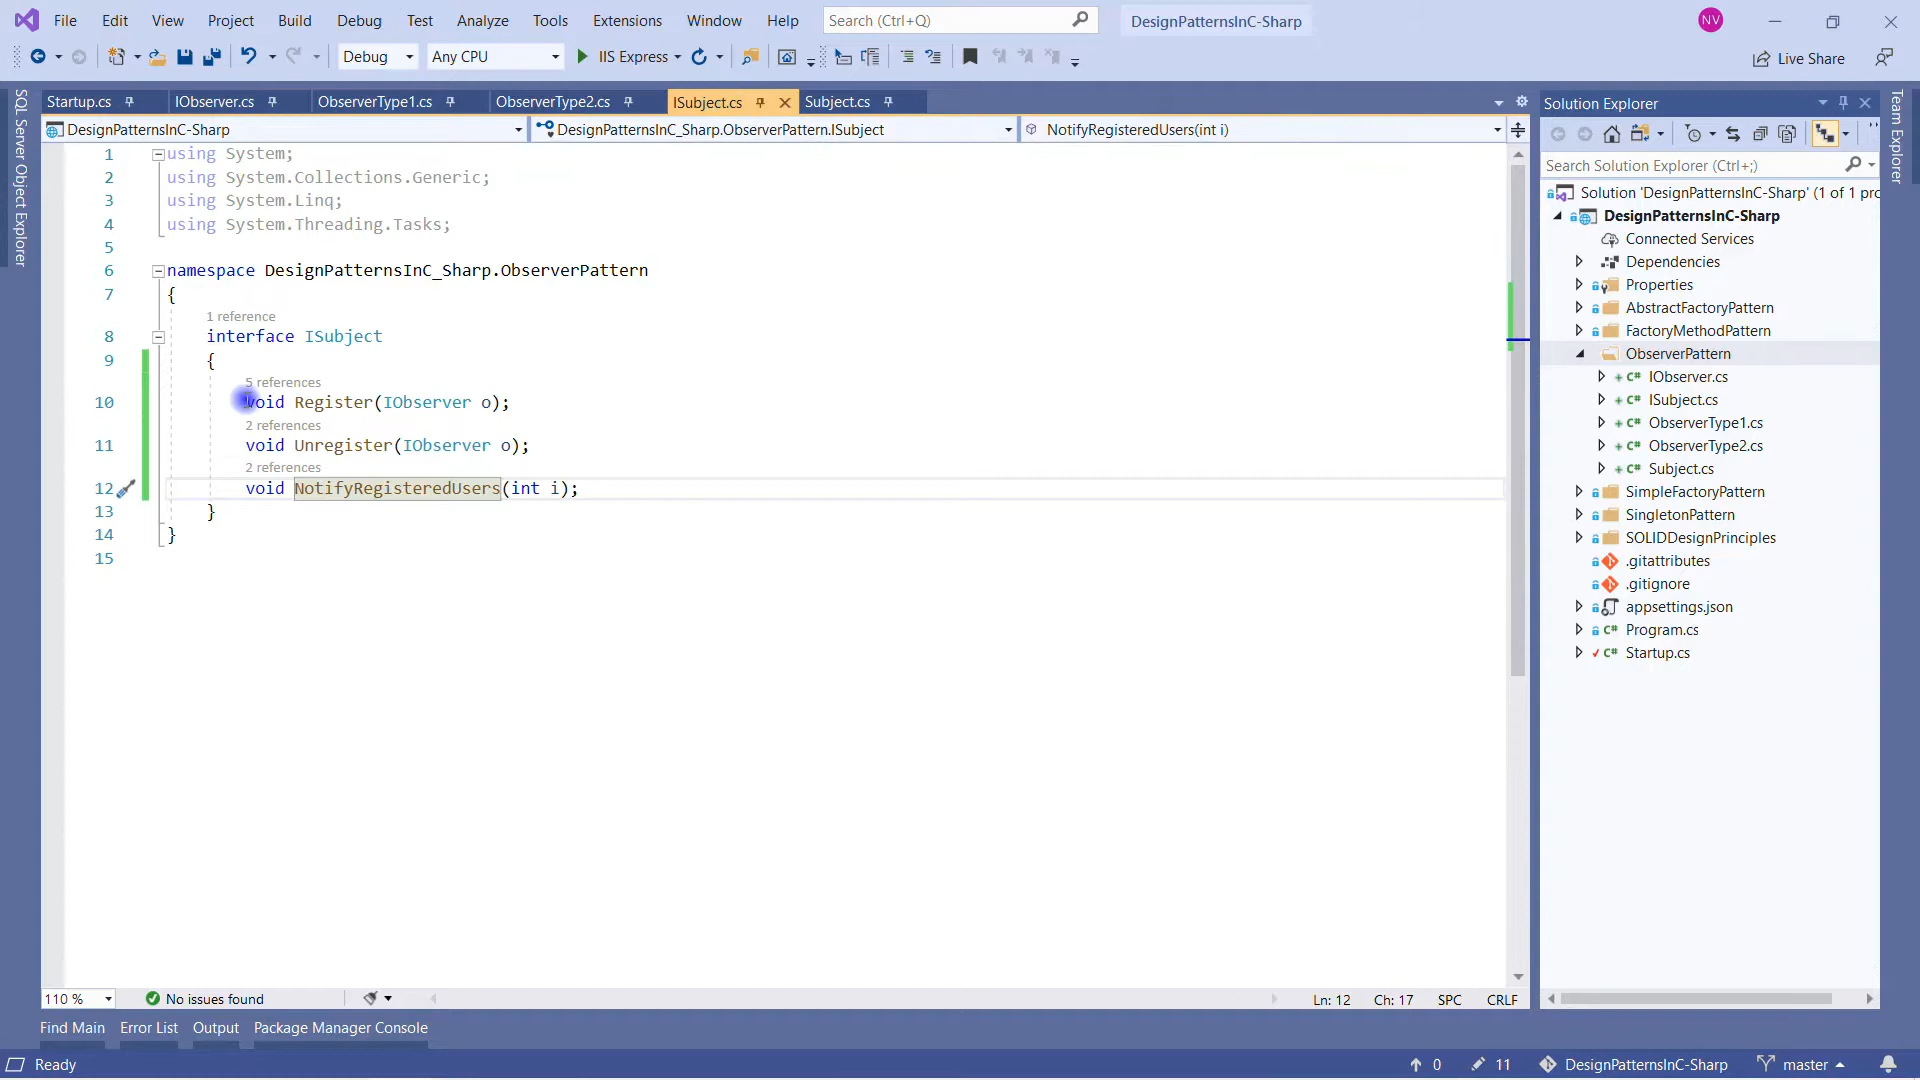 File Edit View Project Build Debug Test Analyze Tools Extensions Window Help Search (Ctrl+Q) DesignPatternsInC-Sharp NV
Debug Any CPU IIS Express Live Share
SQL Server Object Explorer
Startup.cs IObserver.cs ObserverType1.cs ObserverType2.cs ISubject.cs Subject.cs
DesignPatternsInC-Sharp DesignPatternsInC_Sharp.ObserverPattern.ISubject NotifyRegisteredUsers(int i)
1 using System;
2 using System.Collections.Generic;
3 using System.Linq;
4 using System.Threading.Tasks;
5
6 namespace DesignPatternsInC_Sharp.ObserverPattern
7 {
1 reference
8 interface ISubject
9 {
5 references
10 void Register(IObserver o);
2 references
11 void Unregister(IObserver o);
2 references
12 void NotifyRegisteredUsers(int i);
13 }
14 }
15
110 % No issues found Ln: 12 Ch: 17 SPC CRLF
Solution Explorer
Search Solution Explorer (Ctrl+;)
Solution 'DesignPatternsInC-Sharp' (1 of 1 pro
DesignPatternsInC-Sharp
Connected Services
Dependencies
Properties
AbstractFactoryPattern
FactoryMethodPattern
ObserverPattern
C# IObserver.cs
C# ISubject.cs
C# ObserverType1.cs
C# ObserverType2.cs
C# Subject.cs
SimpleFactoryPattern
SingletonPattern
SOLIDDesignPrinciples
.gitattributes
.gitignore
appsettings.json
C# Program.cs
C# Startup.cs
Team Explorer
Find Main Error List Output Package Manager Console
Ready 0 11 DesignPatternsInC-Sharp master